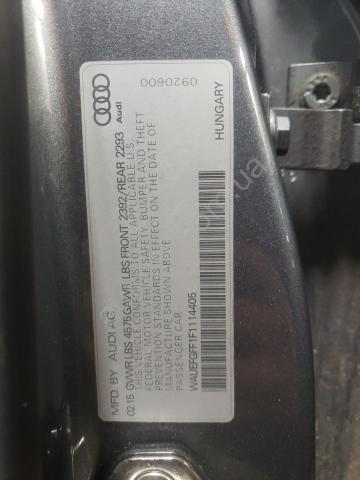 MFD. BY AUDI AG
02 15 GVWR LBS 4575 GAWR LBS FRONT 2392/REAR 2293
THIS VEHICLE CONFORMS TO ALL APPLICABLE U S
FEDERAL MOTOR VEHICLE SAFETY, BUMPER AND THEFT
PREVENTION STANDARDS IN EFFECT ON THE DATE OF
MANUFACTURE SHOWN ABOVE
WAUEFGFF1F1114405
PASSENGER CAR
HUNGARY
Audi
0920600